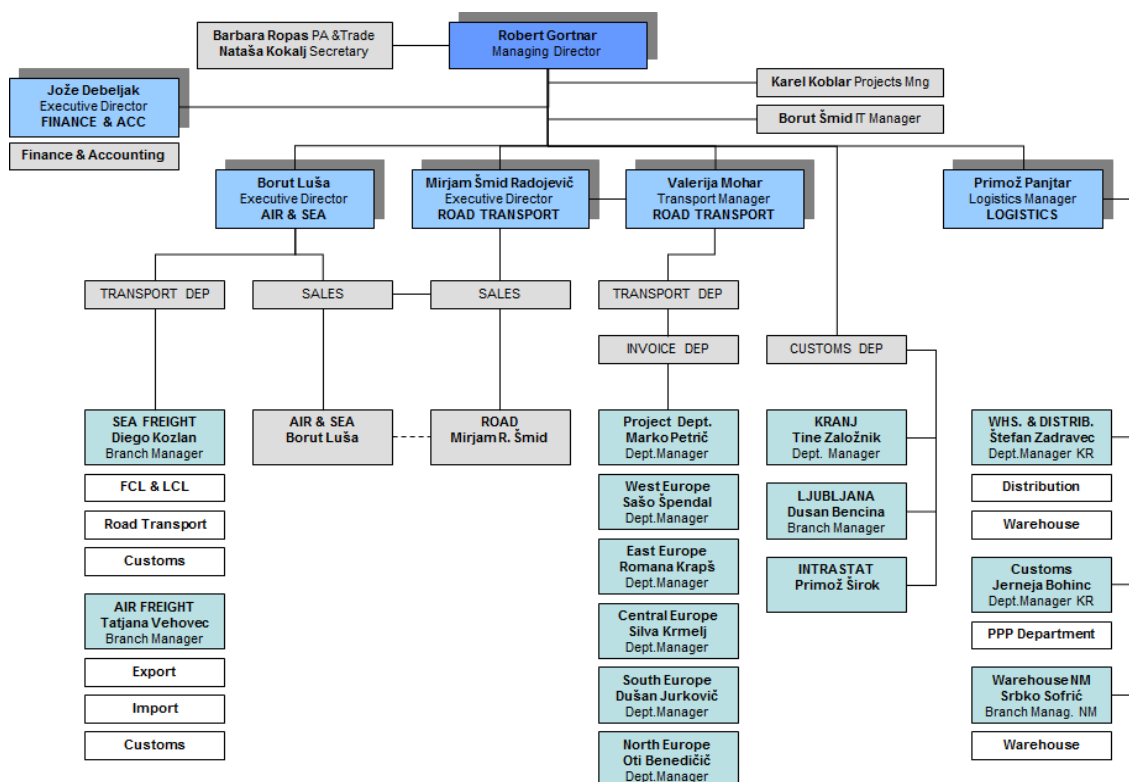 Barbara Ropas PA &Trade
Nataša Kokalj Secretary
Robert Gortnar
Managing Director
Jože Debeljak
Executive Director
FINANCE & ACC
Finance & Accounting
Karel Koblar Projects Mng
Borut Šmid IT Manager
Borut Luša
Executive Director
AIR & SEA
Mirjam Šmid Radojevič
Executive Director
ROAD TRANSPORT
Valerija Mohar
Transport Manager
ROAD TRANSPORT
Primož Panjtar
Logistics Manager
LOGISTICS
TRANSPORT DEP
SALES
SALES
TRANSPORT DEP
INVOICE DEP
CUSTOMS DEP
SEA FREIGHT
Diego Kozlan
Branch Manager
FCL & LCL
Road Transport
Customs
AIR FREIGHT
Tatjana Vehovec
Branch Manager
Export
Import
Customs
AIR & SEA
Borut Luša
ROAD
Mirjam R. Šmid
Project Dept.
Marko Petrič
Dept.Manager
West Europe
Sašo Špendal
Dept.Manager
East Europe
Romana Krapš
Dept.Manager
Central Europe
Silva Krmelj
Dept.Manager
South Europe
Dušan Jurkovič
Dept.Manager
North Europe
Oti Benedičič
Dept.Manager
KRANJ
Tine Založnik
Dept. Manager
LJUBLJANA
Dusan Bencina
Branch Manager
INTRASTAT
Primož Širok
WHS. & DISTRIB.
Štefan Zadravec
Dept.Manager KR
Distribution
Warehouse
Customs
Jerneja Bohinc
Dept.Manager KR
PPP Department
Warehouse NM
Srbko Sofrić
Branch Manag. NM
Warehouse